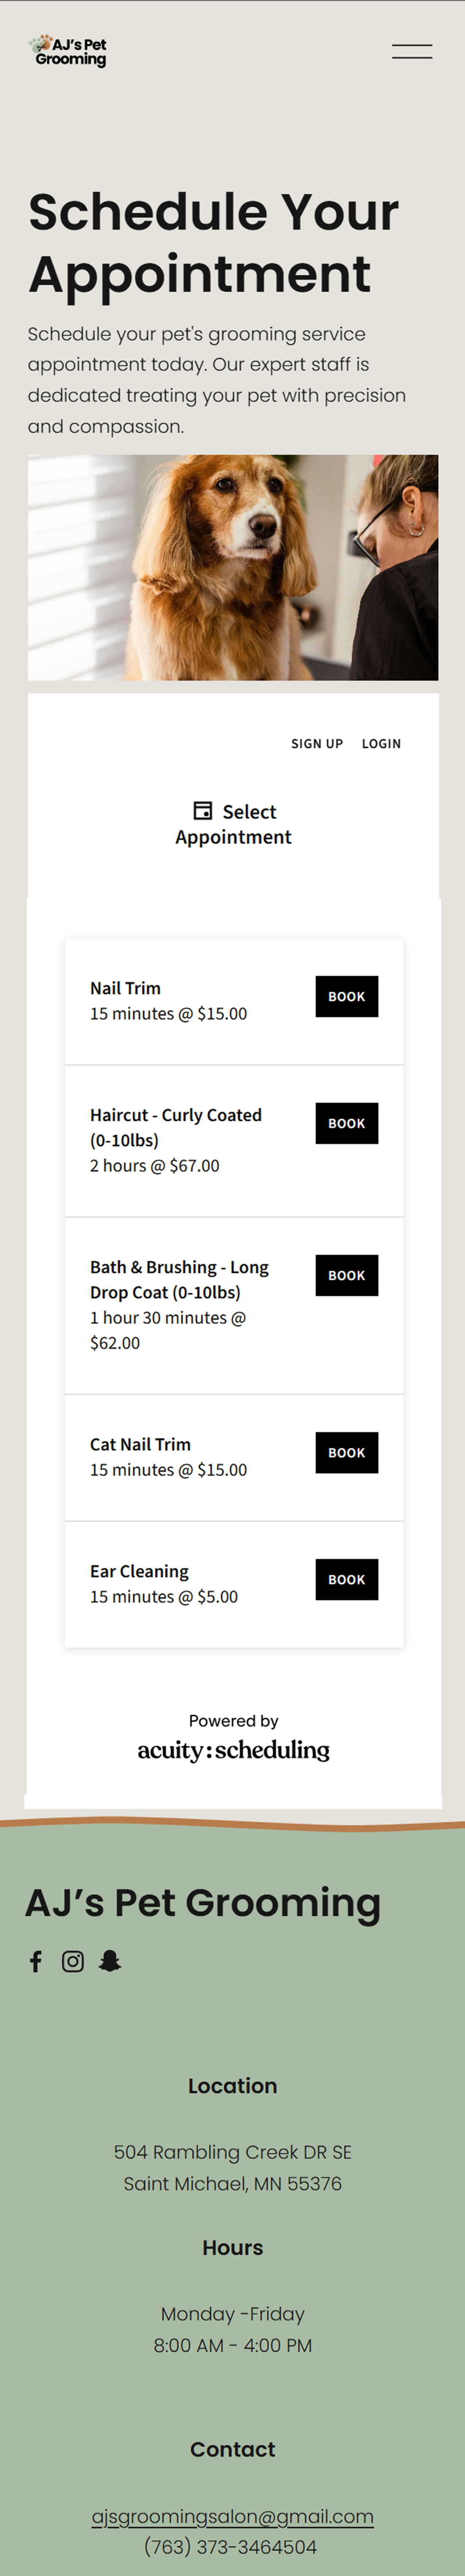 AJ's Pet
Grooming
Schedule Your
Appointment
Schedule your pet's grooming service
appointment today. Our expert staff is
dedicated treating your pet with precision
and compassion.
SIGN UP LOGIN
Select
Appointment
Nail Trim
15 minutes @ $15.00
BOOK
Haircut - Curly Coated
(0-10lbs)
2 hours @ $67.00
BOOK
Bath & Brushing - Long
Drop Coat (0-10lbs)
1 hour 30 minutes @
$62.00
BOOK
Cat Nail Trim
15 minutes @ $15.00
BOOK
Ear Cleaning
15 minutes @ $5.00
BOOK
Powered by
acuity:scheduling
AJ's Pet Grooming
Location
504 Rambling Creek DR SE
Saint Michael, MN 55376
Hours
Monday -Friday
8:00 AM - 4:00 PM
Contact
ajsgroomingsalon@gmail.com
(763) 373-3464504